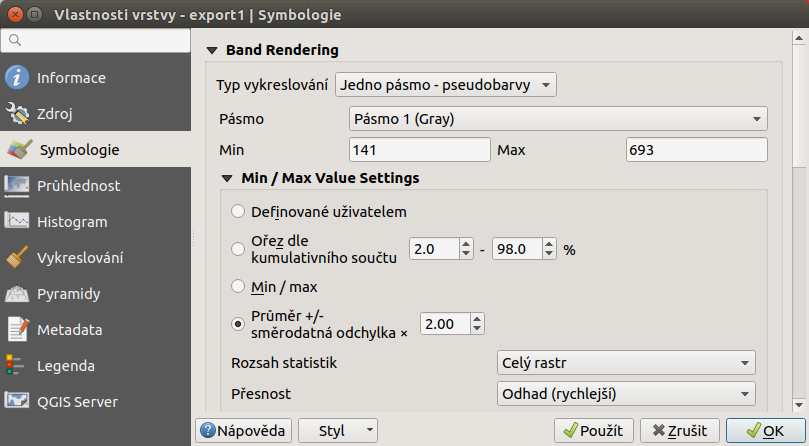 Vlastnosti vrstvy - export1 | Symbologie
Informace
Zdroj
Symbologie
Průhlednost
Histogram
Vykreslování
Pyramidy
Metadata
Legenda
QGIS Server
Band Rendering
Typ vykreslování Jedno pásmo - pseudobarvy
Pásmo Pásmo 1 (Gray)
Min 141 Max 693
Min / Max Value Settings
Definované uživatelem
Ořez dle
kumulativního součtu 2.0 - 98.0 %
Min / max
Průměr +/-
směrodatná odchylka × 2.00
Rozsah statistik Celý rastr
Přesnost Odhad (rychlejší)
Nápověda Styl Použít Zrušit OK